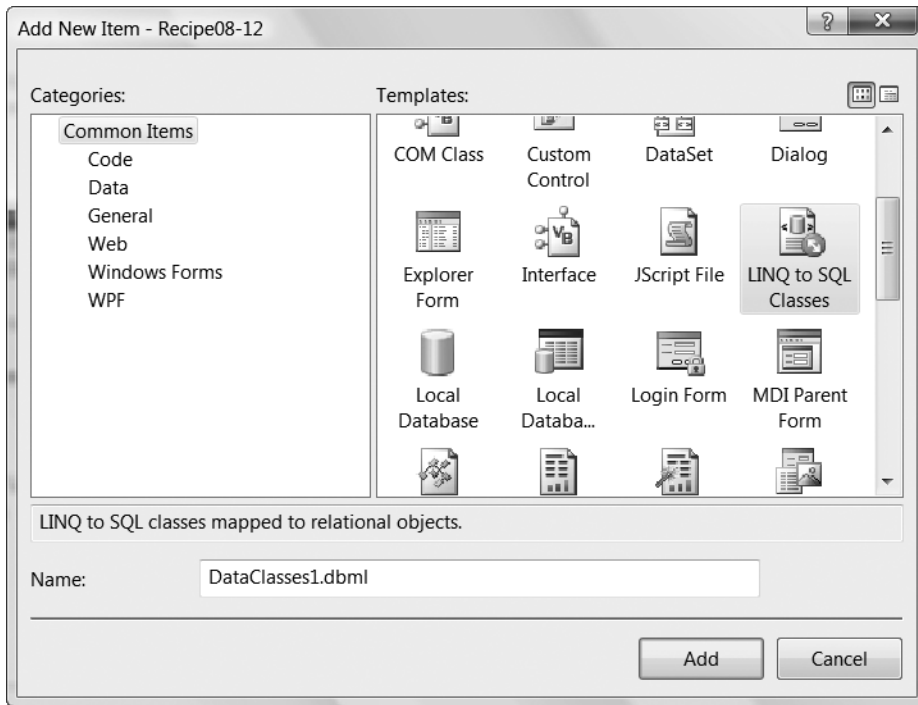 Add New Item - Recipe08-12
Categories:
Templates:
Common Items
Code
Data
General
Web
Windows Forms
WPF
COM Class
Custom
Control
DataSet
Dialog
Explorer
Form
Interface
JScript File
LINQ to SQL
Classes
Local
Database
Local
Databa...
Login Form
MDI Parent
Form
LINQ to SQL classes mapped to relational objects.
Name:
DataClasses1.dbml
Add
Cancel